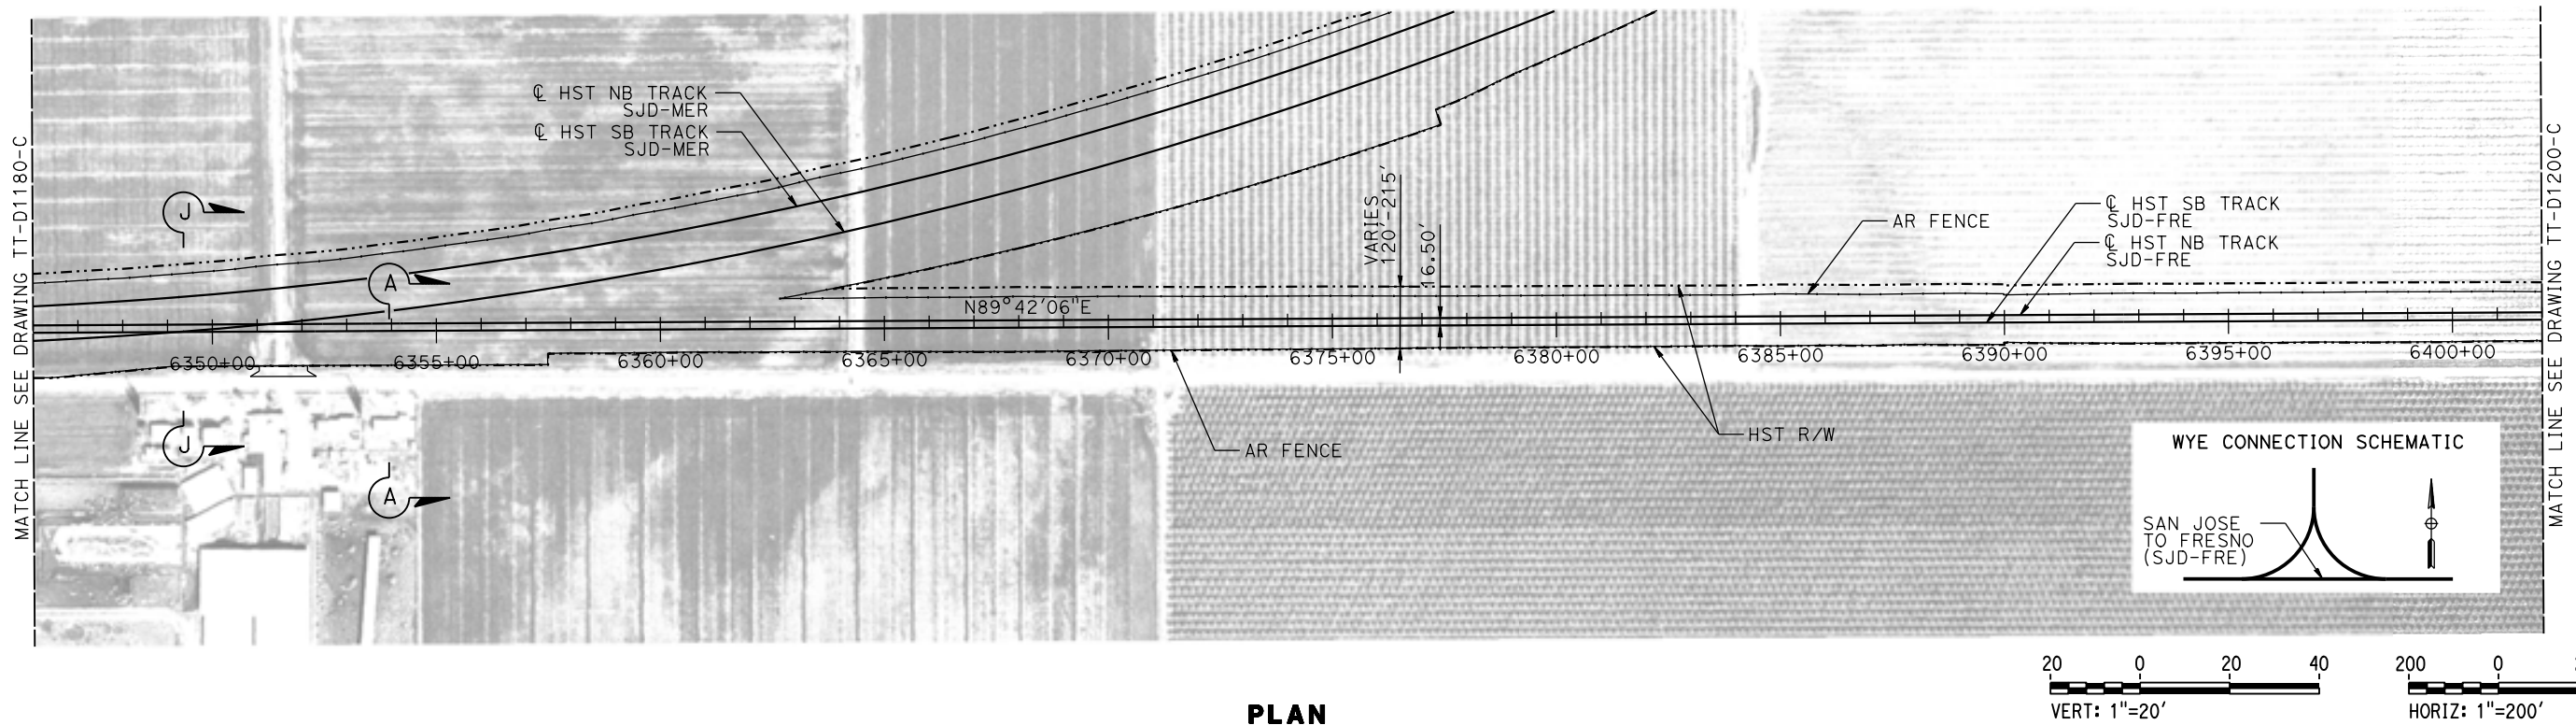 ℄ HST NB TRACK
SJD-MER
℄ HST SB TRACK
SJD-MER
MATCH LINE SEE DRAWING TT-D1180-C
J
A
VARIES
120'-215'
16.50'
AR FENCE
℄ HST SB TRACK
SJD-FRE
℄ HST NB TRACK
SJD-FRE
MATCH LINE SEE DRAWING TT-D1200-C
N89°42'06"E
6350+00
6355+00
6360+00
6365+00
6370+00
6375+00
6380+00
6385+00
6390+00
6395+00
6400+00
J
A
AR FENCE
HST R/W
WYE CONNECTION SCHEMATIC
SAN JOSE
TO FRESNO
(SJD-FRE)
20 0 20 40
VERT: 1"=20'
200 0
HORIZ: 1"=200'
PLAN